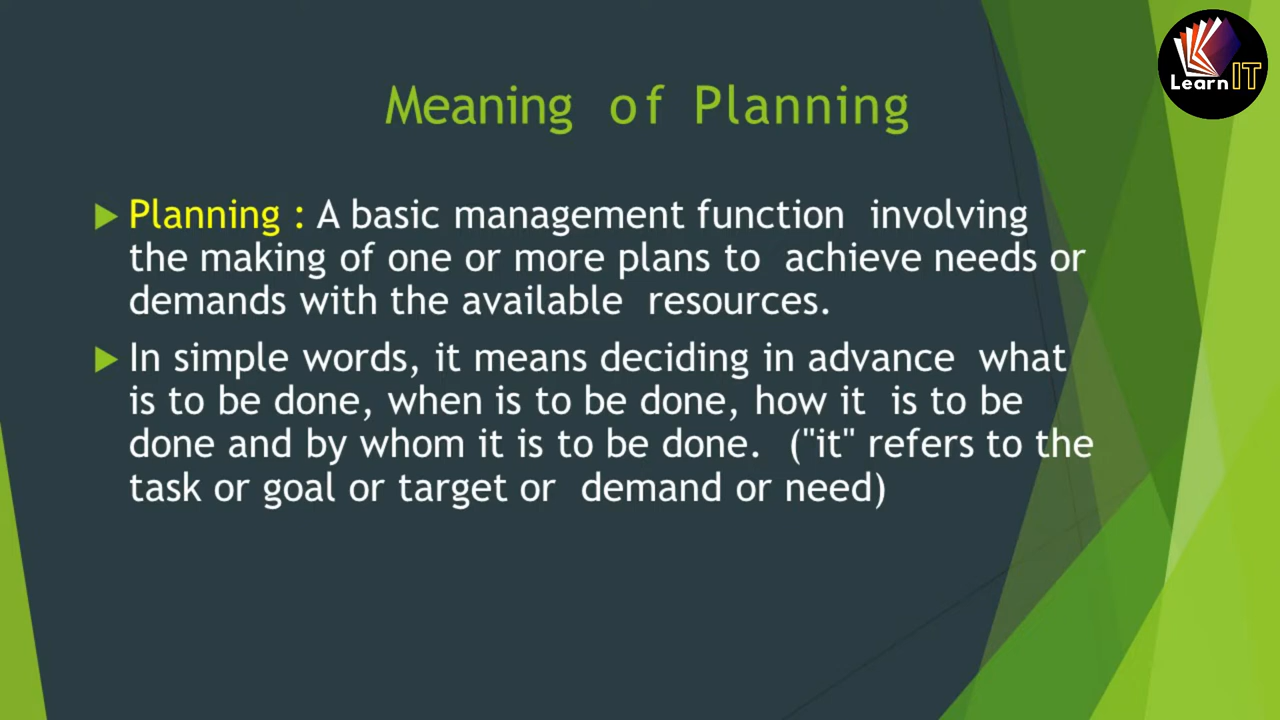 Learn IT
Meaning of Planning
Planning : A basic management function involving
the making of one or more plans to achieve needs or
demands with the available resources.
In simple words, it means deciding in advance what
is to be done, when is to be done, how it is to be
done and by whom it is to be done. ("it" refers to the
task or goal or target or demand or need)